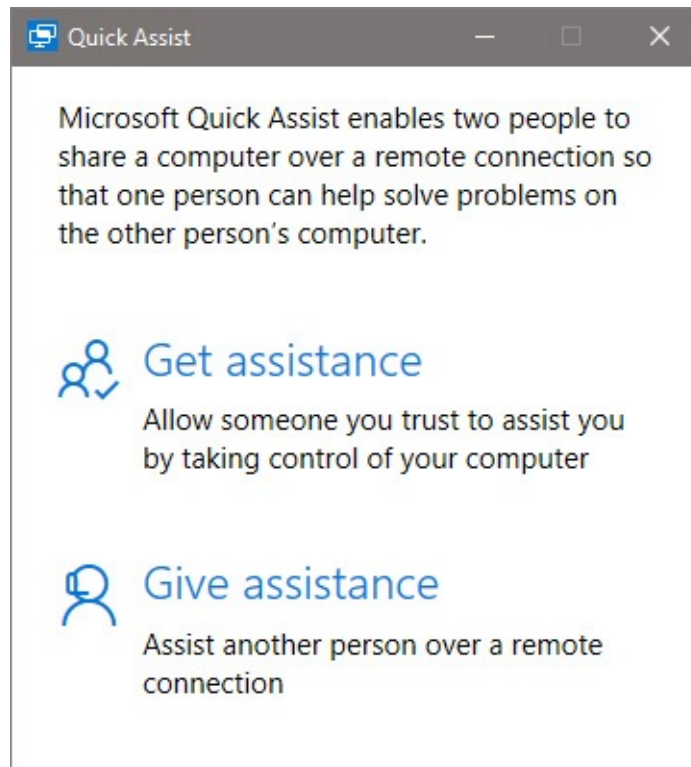 Quick Assist
Microsoft Quick Assist enables two people to
share a computer over a remote connection so
that one person can help solve problems on
the other person’s computer.
Get assistance
Allow someone you trust to assist you
by taking control of your computer
Give assistance
Assist another person over a remote
connection